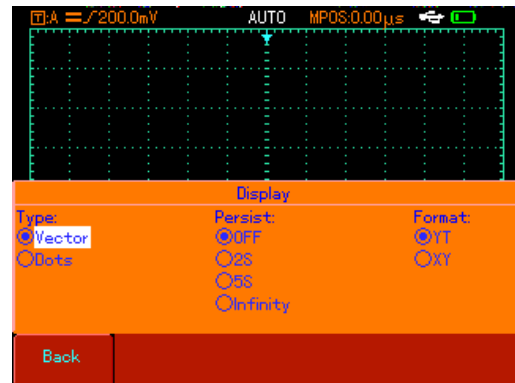 T:A 200.0mV AUTO MPOS:0.00μs
Display
Type: Persist: Format:
Vector OFF YT
Dots 2S XY
5S
Infinity
Back